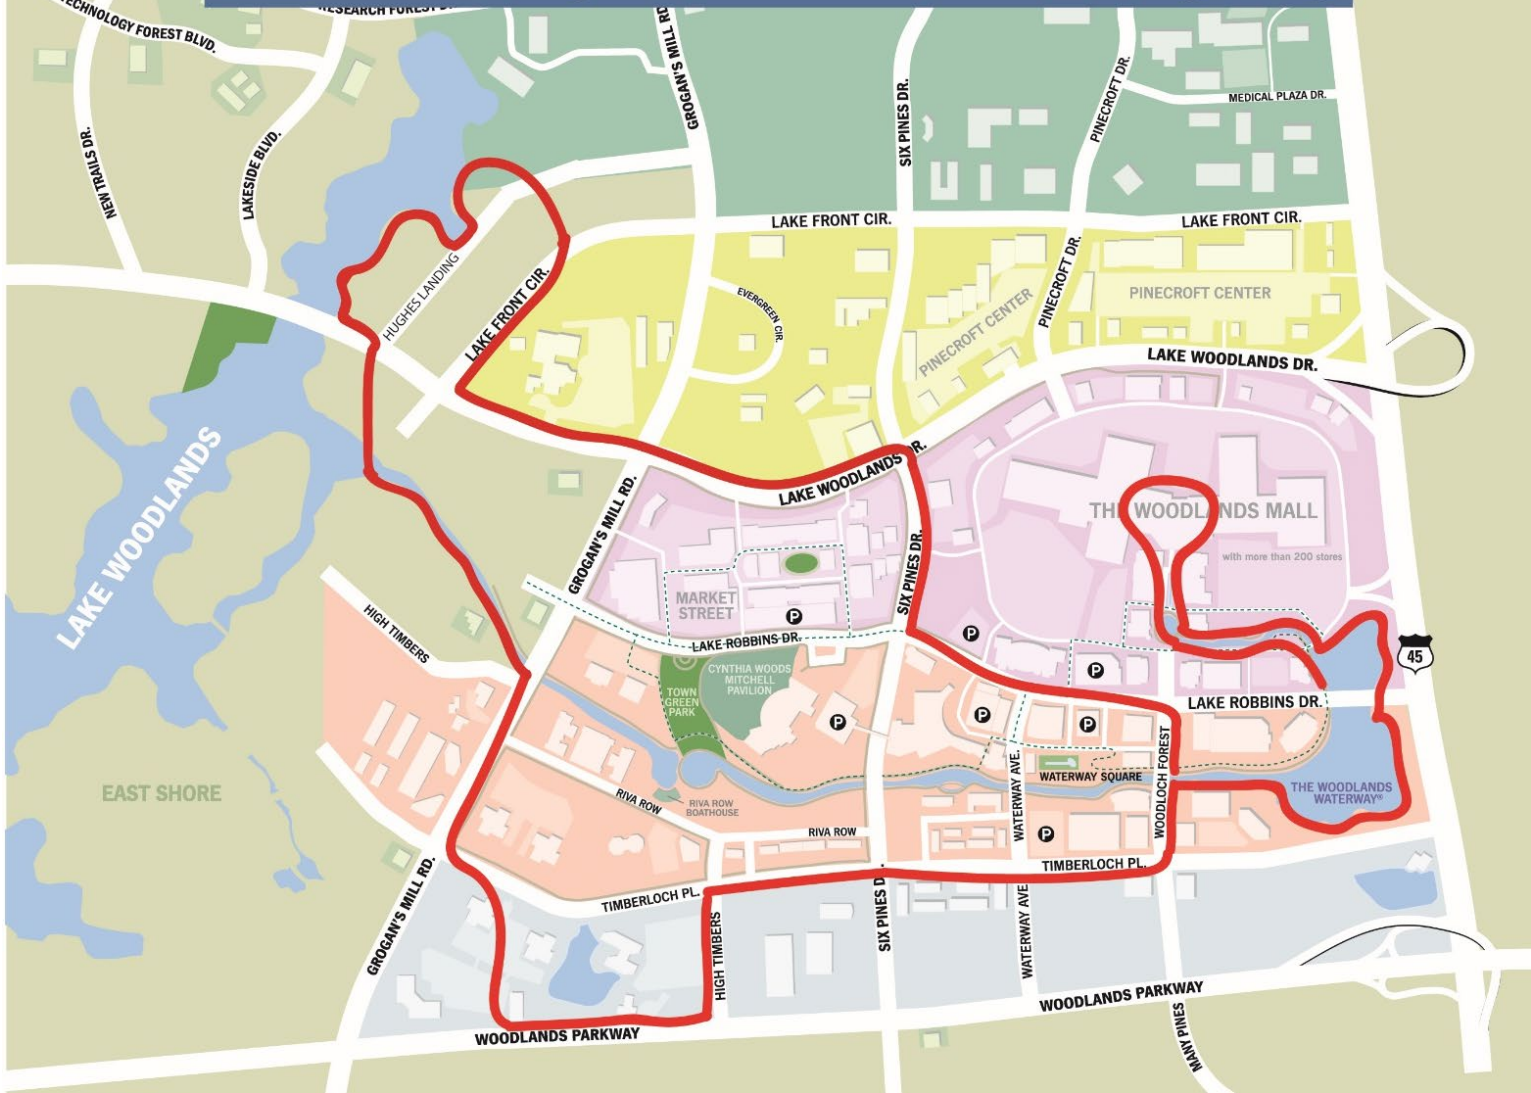 TECHNOLOGY FOREST BLVD.
RESEARCH FOREST
GROGAN'S MILL RD.
SIX PINES DR.
PINECROFT DR.
MEDICAL PLAZA DR.
NEW TRAILS DR.
LAKESIDE BLVD.
LAKE FRONT CIR.
LAKE FRONT CIR.
HUGHES LANDING
LAKE FRONT CIR.
EVERGREEN CIR.
PINECROFT DR.
PINECROFT CENTER
PINECROFT CENTER
LAKE WOODLANDS DR.
LAKE WOODLANDS DR.
LAKE WOODLANDS
GROGAN'S MILL RD.
SIX PINES DR.
THE WOODLANDS MALL
with more than 200 stores
MARKET
STREET
P
LAKE ROBBINS DR.
P
P
HIGH TIMBERS
CYNTHIA WOODS
MITCHELL
PAVILION
TOWN
GREEN
PARK
P
P
P
45
LAKE ROBBINS DR.
WOODLOCH FOREST
WATERWAY AVE.
WATERWAY SQUARE
THE WOODLANDS
WATERWAY®
EAST SHORE
RIVA ROW
RIVA ROW
BOATHOUSE
RIVA ROW
P
TIMBERLOCH PL.
TIMBERLOCH PL.
GROGAN'S MILL RD.
HIGH TIMBERS
SIX PINES D
WATERWAY AVE
WOODLANDS PARKWAY
WOODLANDS PARKWAY
MANY PINES